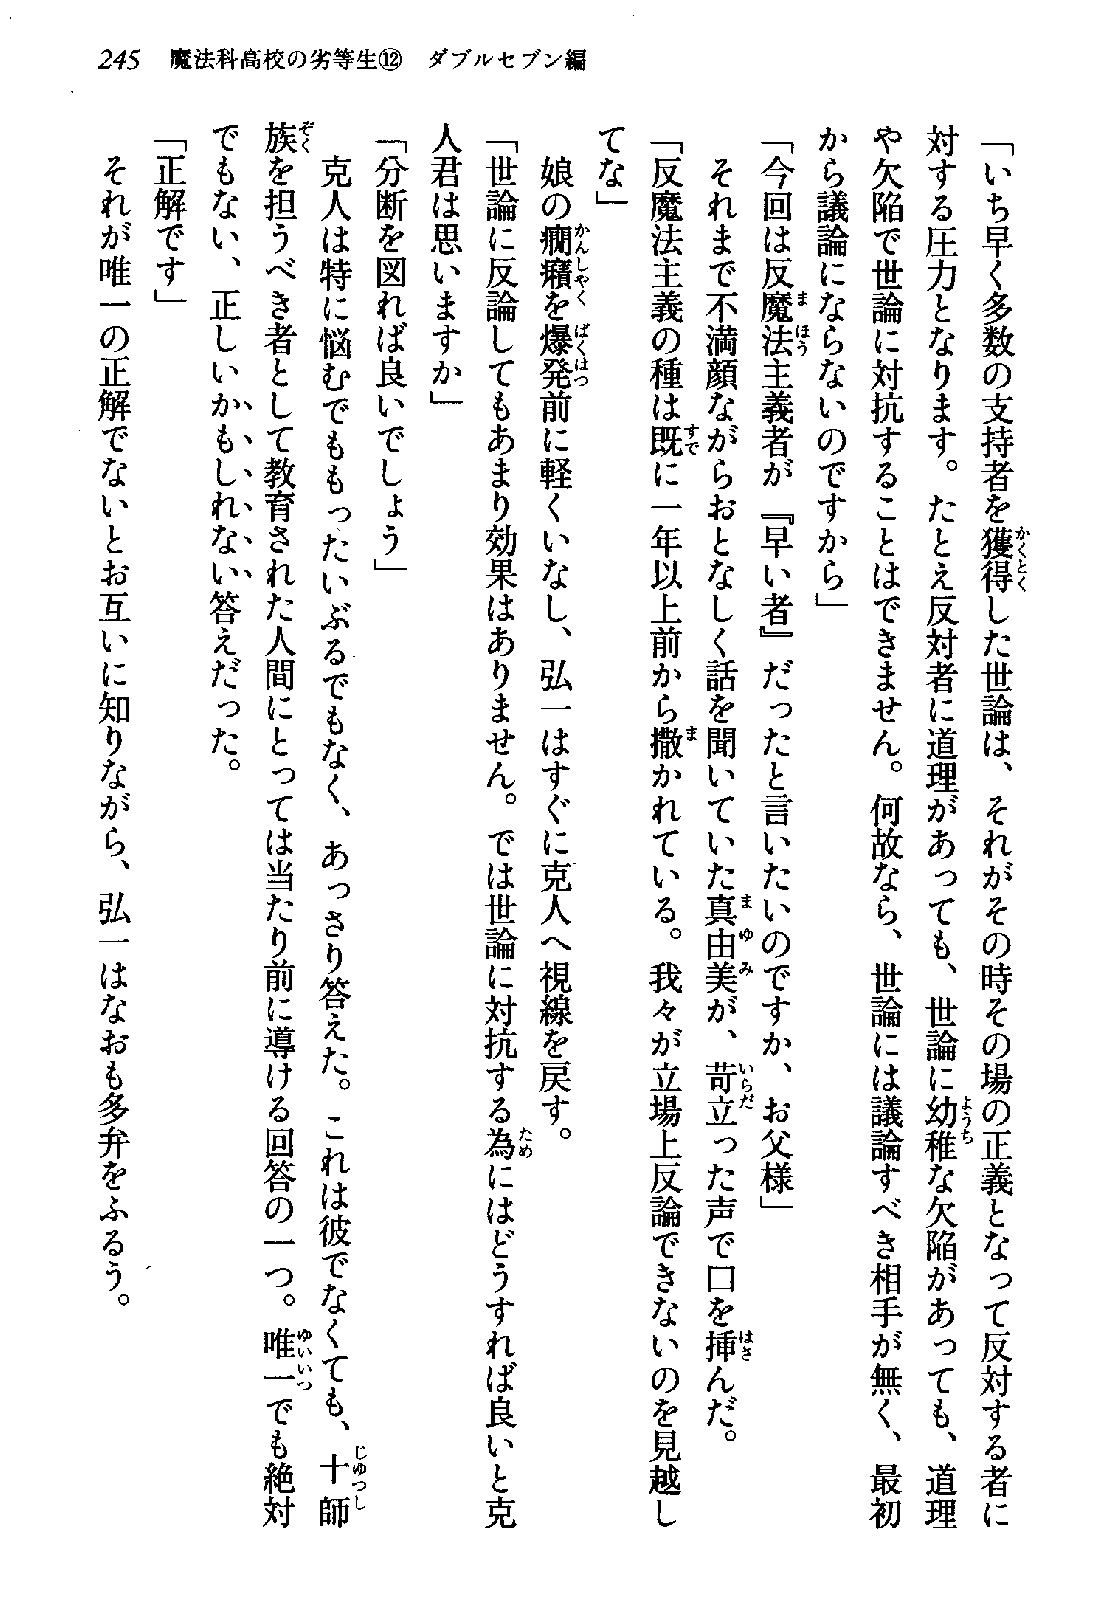 245 魔法科高校の劣等生⑫ ダブルセブン編
「いち早く多数の支持者を獲得した世論は、それがその時その場の正義となって反対する者に
対する圧力となります。たとえ反対者に道理があっても、世論に幼稚な欠陥があっても、道理
や欠陥で世論に対抗することはできません。何故なら、世論には議論すべき相手が無く、最初
から議論にならないのですから」
「今回は反魔法主義者が『早い者』だったと言いたいのですか、お父様」
それまで不満顔ながらおとなしく話を聞いていた真由美が、苛立った声で口を挿んだ。
「反魔法主義の種は既に一年以上前から撒かれている。我々が立場上反論できないのを見越し
てな」
娘の癇癪を爆発前に軽くいなし、弘一はすぐに克人へ視線を戻す。
「世論に反論してもあまり効果はありません。では世論に対抗する為にはどうすれば良いと克
人君は思いますか」
「分断を図れば良いでしょう」
克人は特に悩むでももったいぶるでもなく、あっさり答えた。これは彼でなくても、十師
族を担うべき者として教育された人間にとっては当たり前に導ける回答の一つ。唯一でも絶対
でもない、正しいかもしれない答えだった。
「正解です」
それが唯一の正解でないとお互いに知りながら、弘一はなおも多弁をふるう。